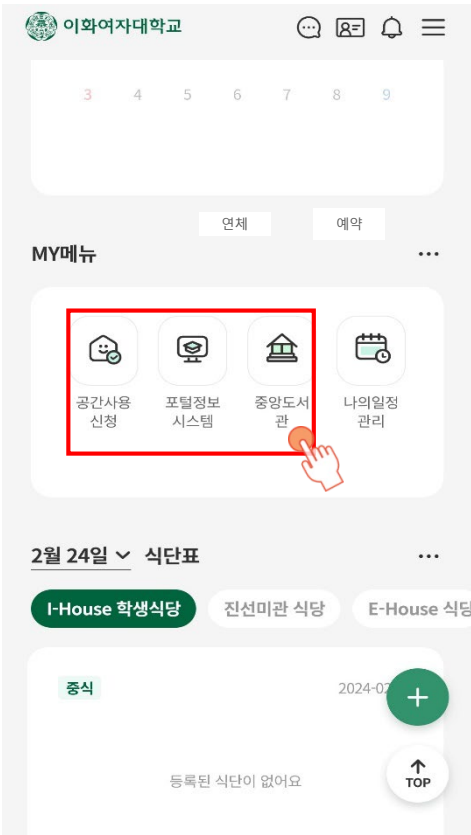 이화여자대학교
3 4 5 6 7 8 9
연체 예약
MY메뉴
공간사용 포털정보 중앙도서 나의일정
신청 시스템 관 관리
2월 24일 식단표
I-House 학생식당 진선미관 식당 E-House 식당
중식 2024-02
등록된 식단이 없어요
TOP